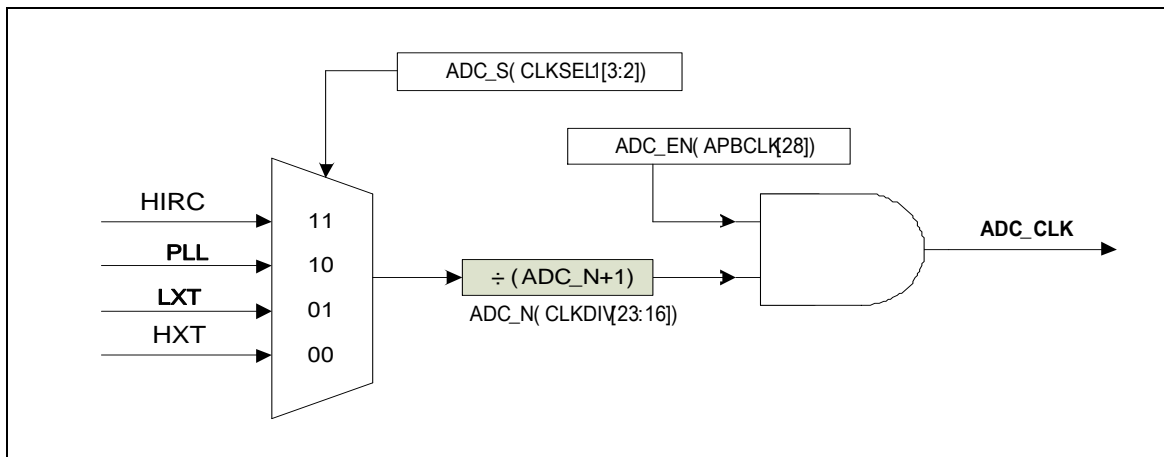 ADC_S( CLKSEL1[3:2])
ADC_EN( APBCLK[28])
HIRC
11
PLL
10
LXT
01
HXT
00
÷ ( ADC_N+1)
ADC_N( CLKDIV[23:16])
ADC_CLK